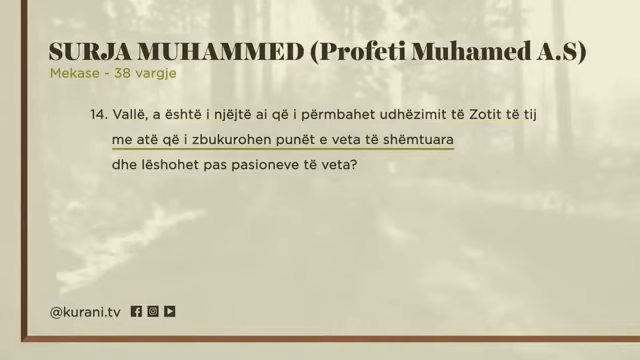 SURJA MUHAMMED (Profeti Muhamed A.S)
Mekase - 38 vargje
14. Vallë, a është i njëjtë ai që i përmbahet udhëzimit të Zotit të tij
me atë që i zbukurohen punët e veta të shëmtuara
dhe lëshohet pas pasioneve të veta?
@kurani.tv